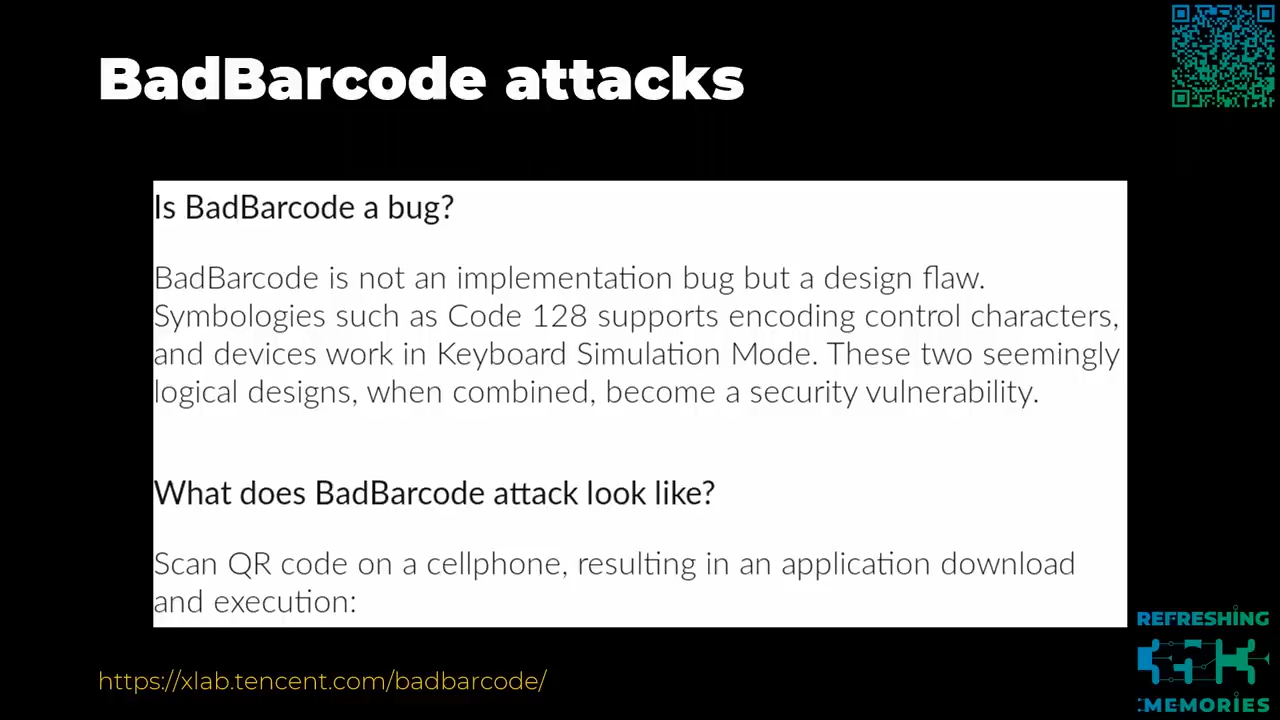 BadBarcode attacks
Is BadBarcode a bug?
BadBarcode is not an implementation bug but a design flaw.
Symbologies such as Code 128 supports encoding control characters,
and devices work in Keyboard Simulation Mode. These two seemingly
logical designs, when combined, become a security vulnerability.
What does BadBarcode attack look like?
Scan QR code on a cellphone, resulting in an application download
and execution:
https://xlab.tencent.com/badbarcode/
REFRESHING
:MEMORIES